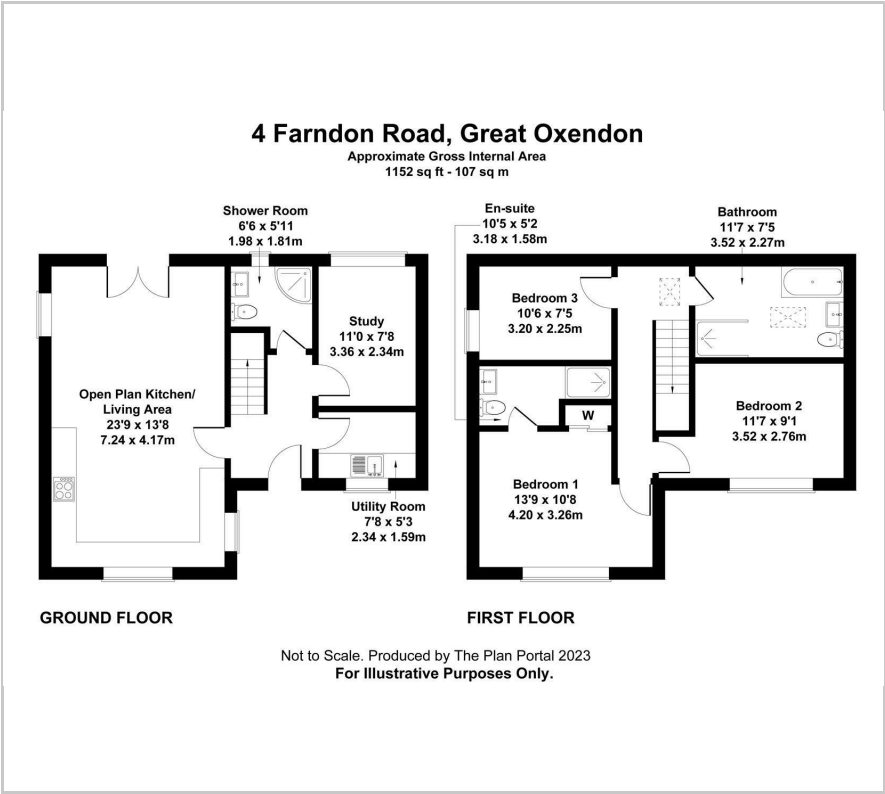 4 Farndon Road, Great Oxendon
Approximate Gross Internal Area
1152 sq ft - 107 sq m
Shower Room
6'6 x 5'11
1.98 x 1.81m
Study
11'0 x 7'8
3.36 x 2.34m
Open Plan Kitchen/
Living Area
23'9 x 13'8
7.24 x 4.17m
Utility Room
7'8 x 5'3
2.34 x 1.59m
GROUND FLOOR
En-suite
10'5 x 5'2
3.18 x 1.58m
Bathroom
11'7 x 7'5
3.52 x 2.27m
Bedroom 3
10'6 x 7'5
3.20 x 2.25m
W
Bedroom 2
11'7 x 9'1
3.52 x 2.76m
Bedroom 1
13'9 x 10'8
4.20 x 3.26m
FIRST FLOOR
Not to Scale. Produced by The Plan Portal 2023
For Illustrative Purposes Only.